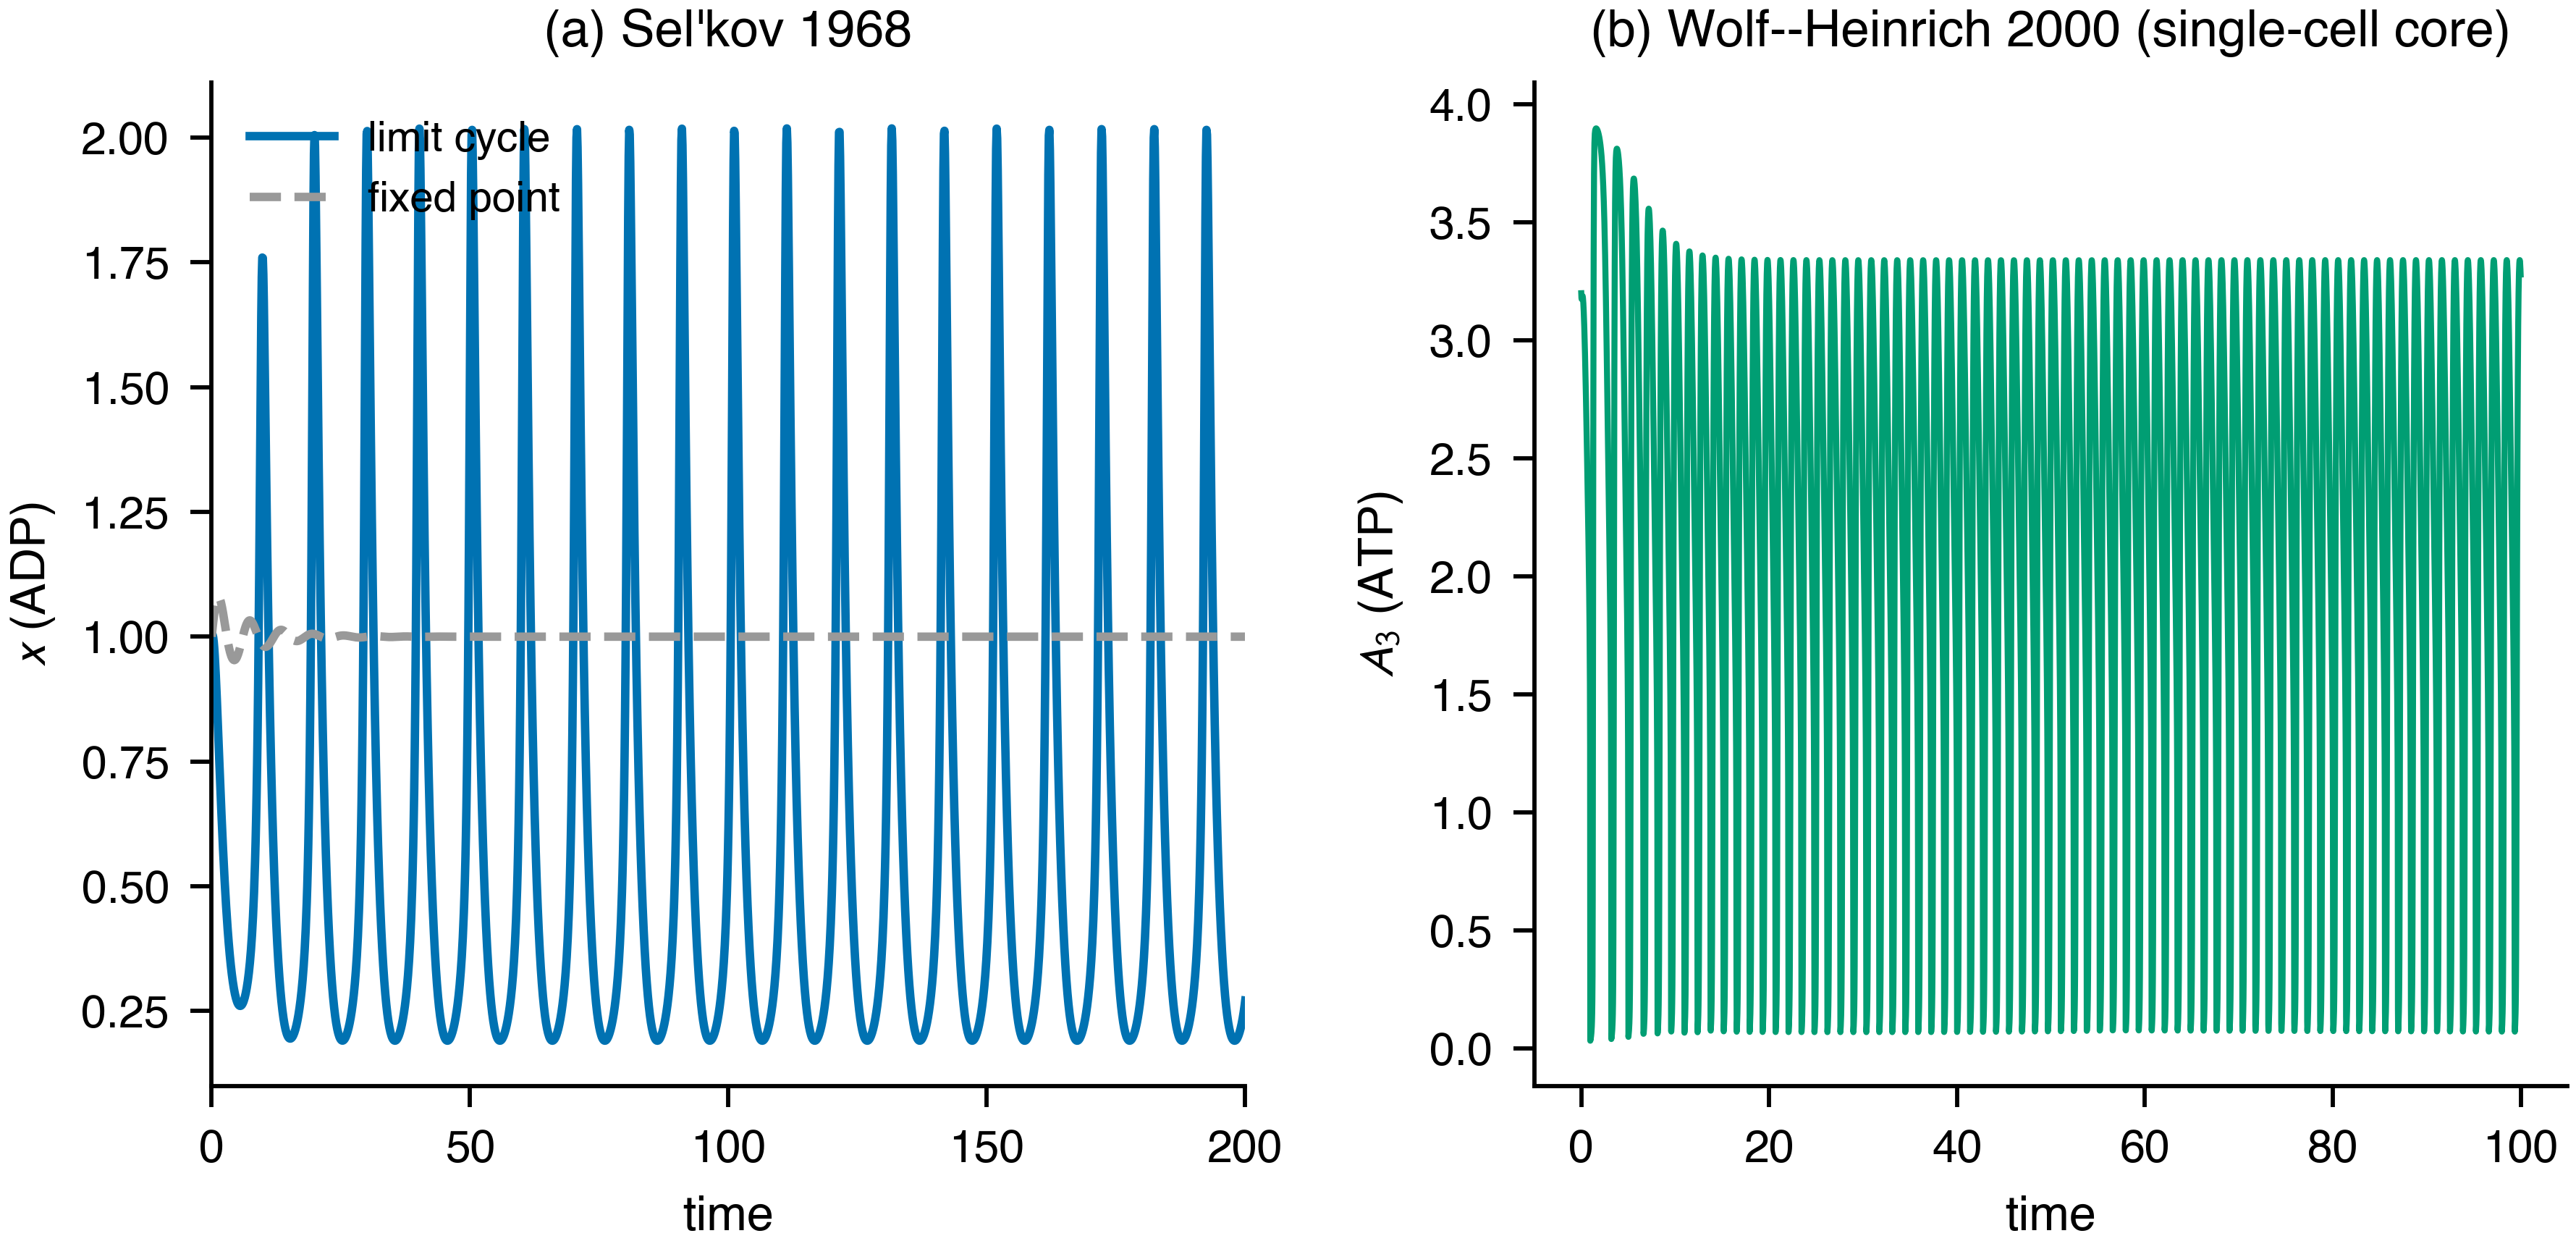 (a) Sel'kov 1968
2.00
1.75
1.50
1.25
1.00
0.75
0.50
0.25
x (ADP)
limit cycle
fixed point
0 50 100 150 200
time
(b) Wolf--Heinrich 2000 (single-cell core)
4.0
3.5
3.0
2.5
2.0
1.5
1.0
0.5
0.0
A₃ (ATP)
0 20 40 60 80 100
time